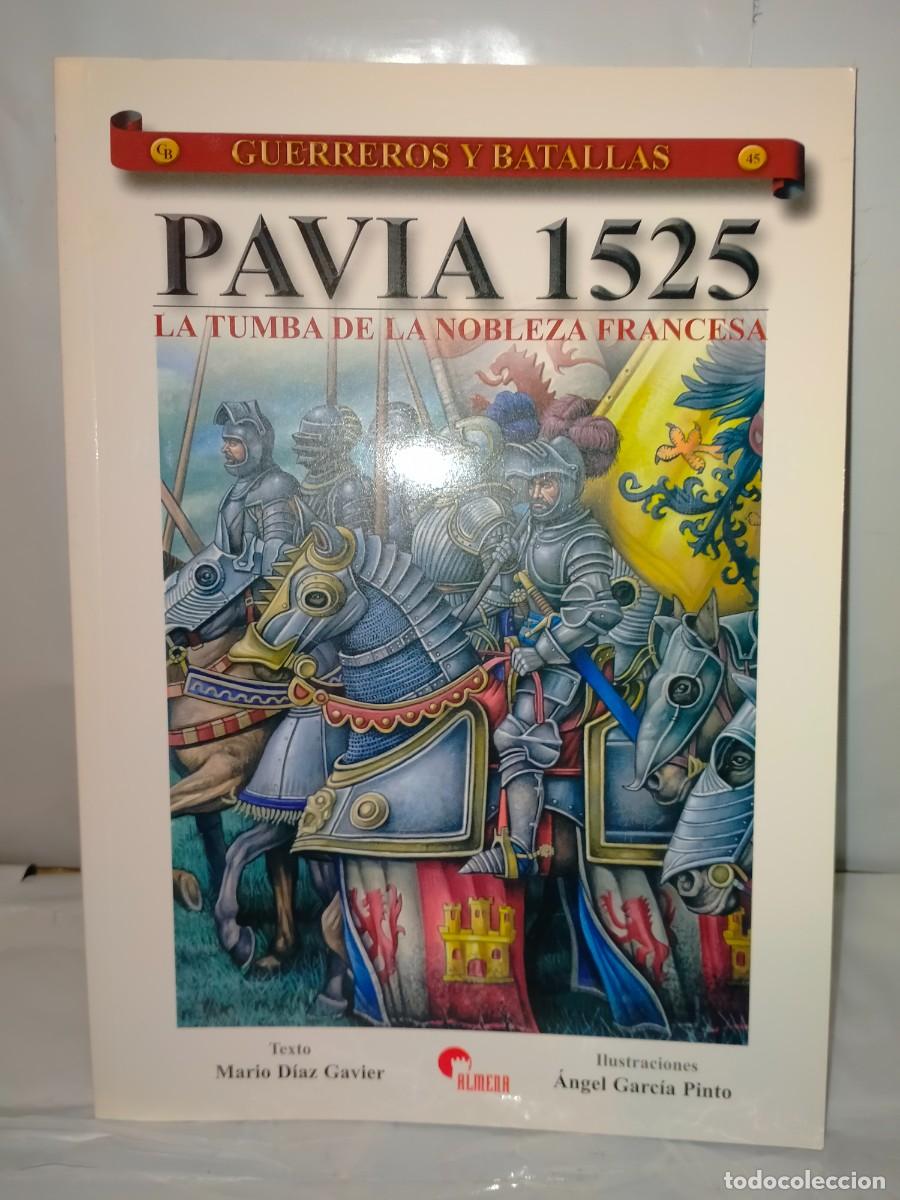 GB GUERREROS Y BATALLAS 45
PAVIA 1525
LA TUMBA DE LA NOBLEZA FRANCESA
Texto
Mario Díaz Gavier
ALMENA
Ilustraciones
Ángel García Pinto
todocoleccion